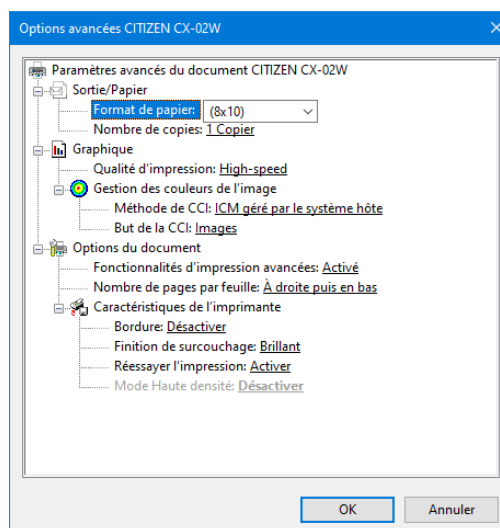 Options avancées CITIZEN CX-02W
Paramètres avancés du document CITIZEN CX-02W
Sortie/Papier
Format de papier: (8x10)
Nombre de copies: 1 Copier
Graphique
Qualité d'impression: High-speed
Gestion des couleurs de l'image
Méthode de CCI: ICM géré par le système hôte
But de la CCI: Images
Options du document
Fonctionnalités d'impression avancées: Activé
Nombre de pages par feuille: À droite puis en bas
Caractéristiques de l'imprimante
Bordure: Désactiver
Finition de surcouchage: Brillant
Réessayer l'impression: Activer
Mode Haute densité: Désactiver
OK Annuler